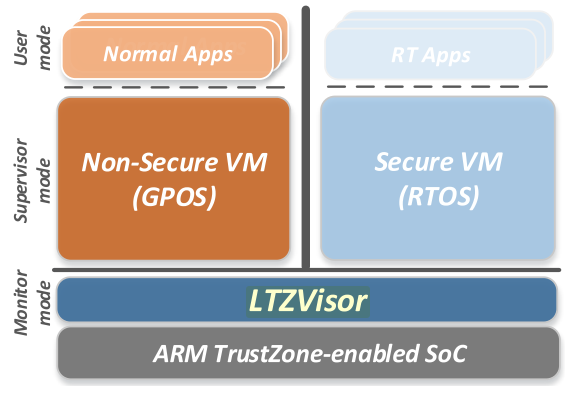 User
mode
Normal Apps
RT Apps
Supervisor
mode
Non-Secure VM
(GPOS)
Secure VM
(RTOS)
Monitor
mode
LTZVisor
ARM TrustZone-enabled SoC